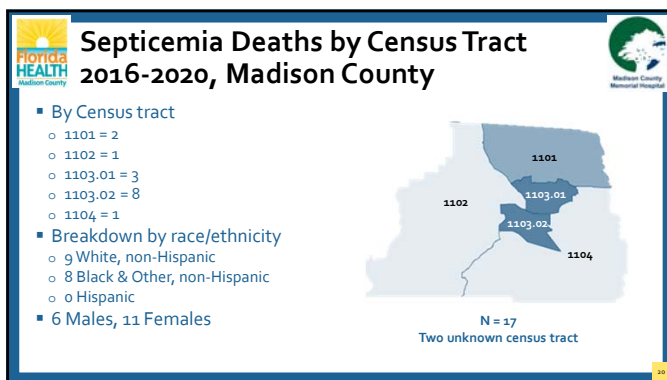 Florida
HEALTH
Madison County
Septicemia Deaths by Census Tract
2016-2020, Madison County
Madison County
Memorial Hospital
▪ By Census tract
o 1101 = 2
o 1102 = 1
o 1103.01 = 3
o 1103.02 = 8
o 1104 = 1
▪ Breakdown by race/ethnicity
o 9 White, non-Hispanic
o 8 Black & Other, non-Hispanic
o 0 Hispanic
▪ 6 Males, 11 Females
1101
1103.01
1102
1103.02
1104
N = 17
Two unknown census tract
20